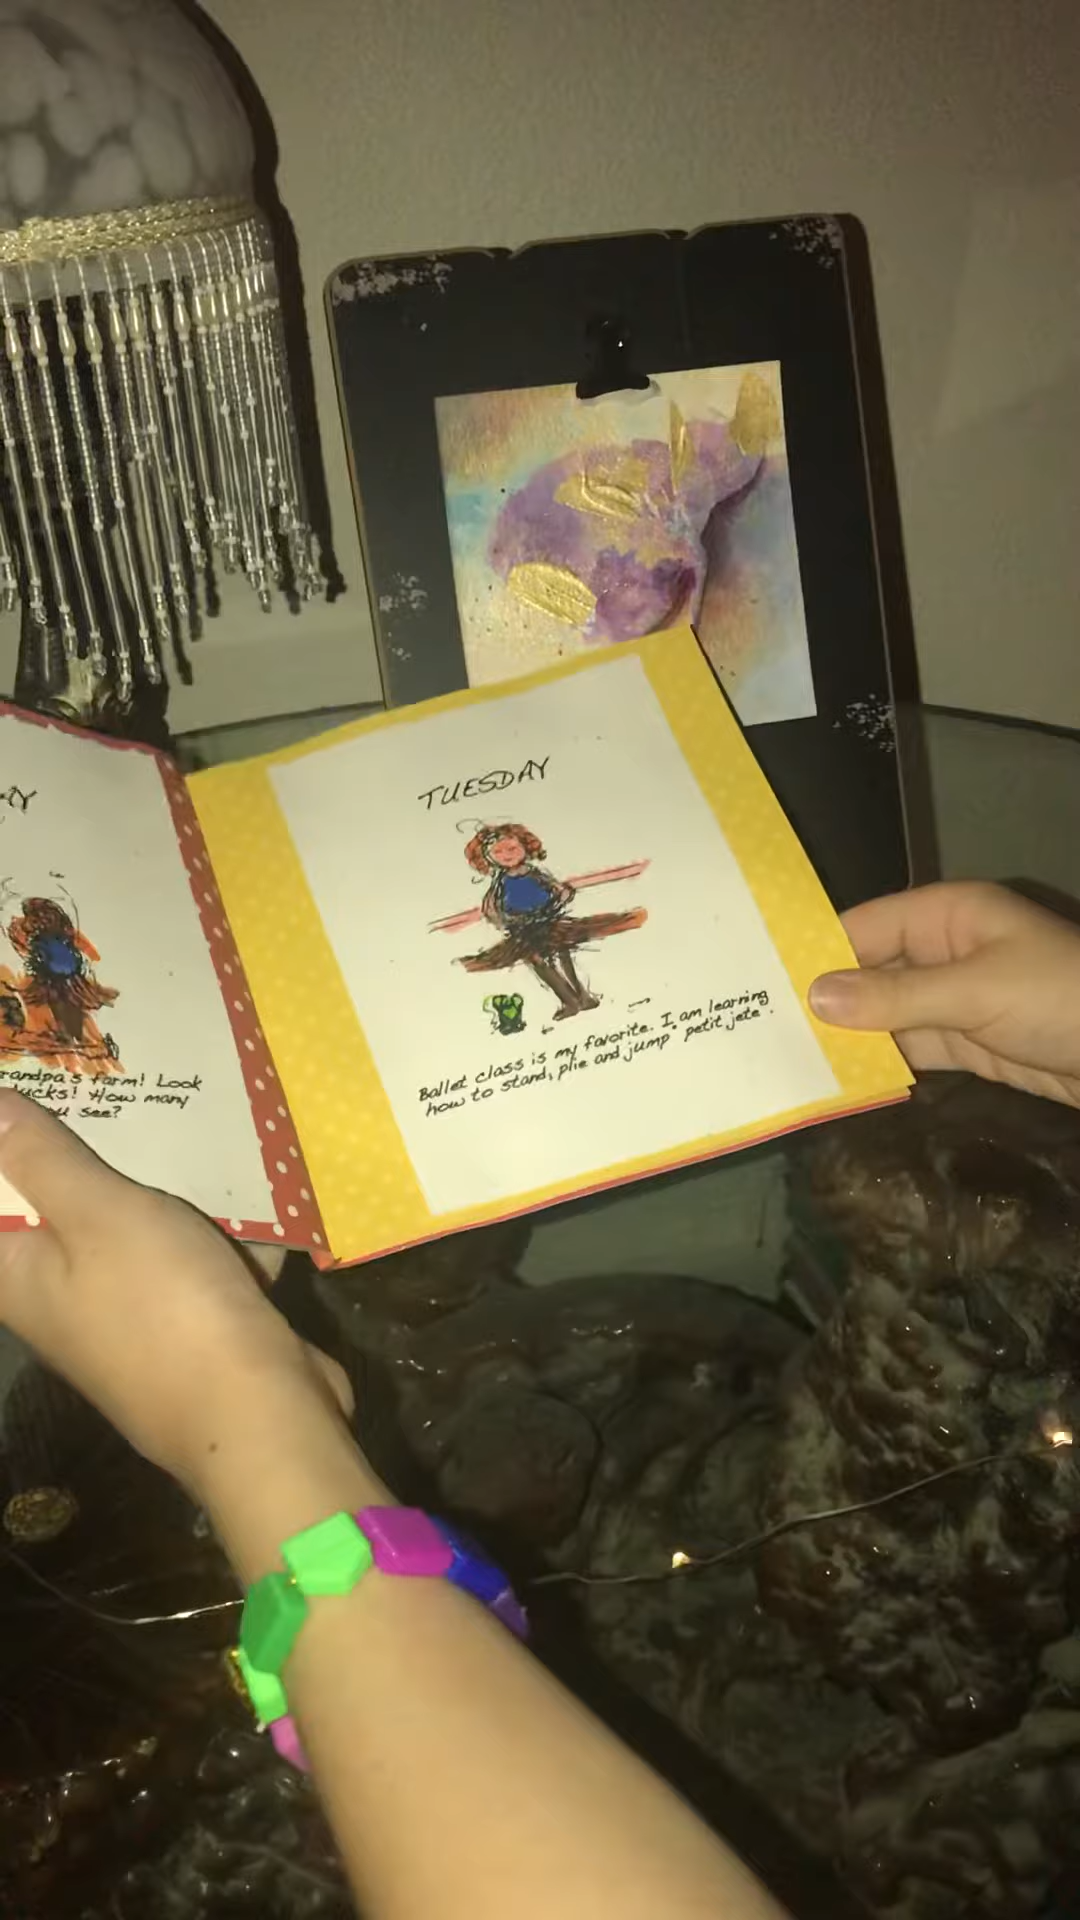 randpa's farm! Look
ducks! How many
see?
TUESDAY
Ballet class is my favorite. I am learning
how to stand, plie and jump "petit jete".